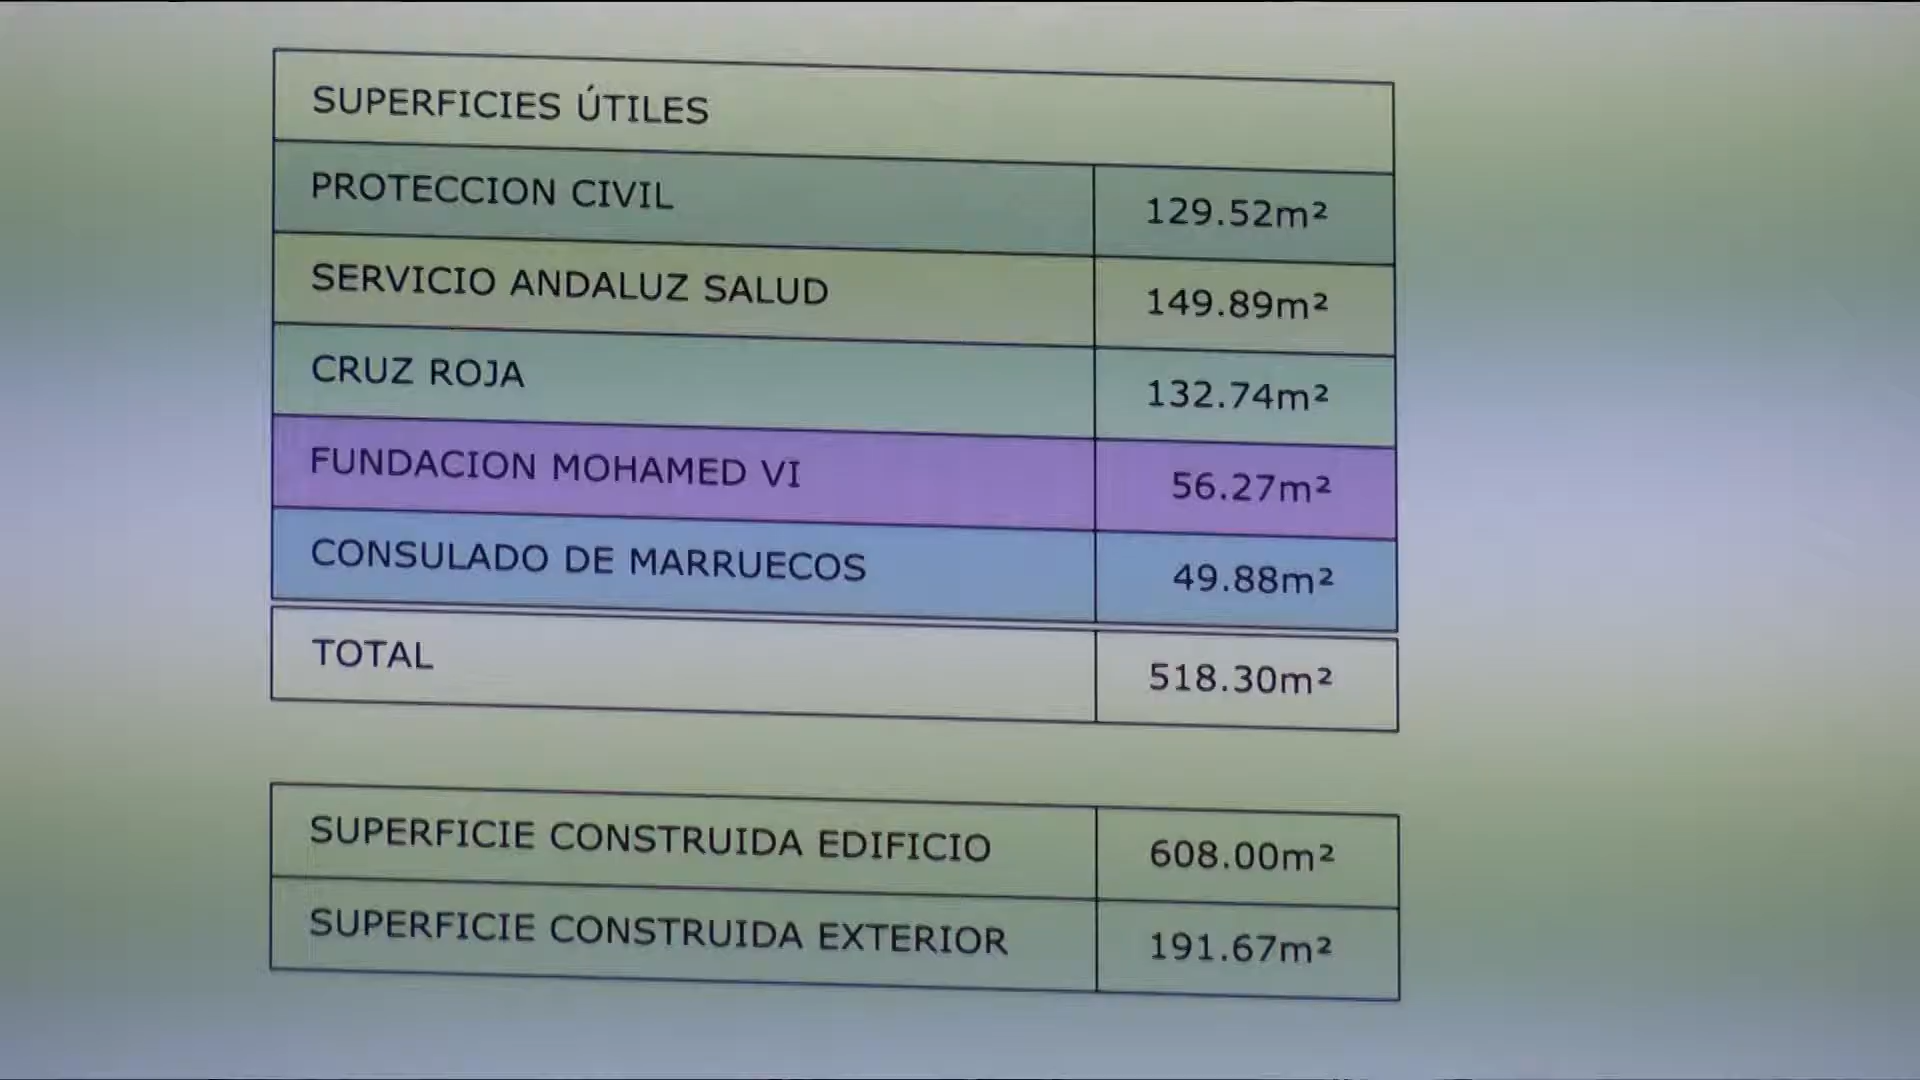 SUPERFICIES ÚTILES
PROTECCION CIVIL 129.52m²
SERVICIO ANDALUZ SALUD 149.89m²
CRUZ ROJA 132.74m²
FUNDACION MOHAMED VI 56.27m²
CONSULADO DE MARRUECOS 49.88m²
TOTAL 518.30m²
SUPERFICIE CONSTRUIDA EDIFICIO 608.00m²
SUPERFICIE CONSTRUIDA EXTERIOR 191.67m²